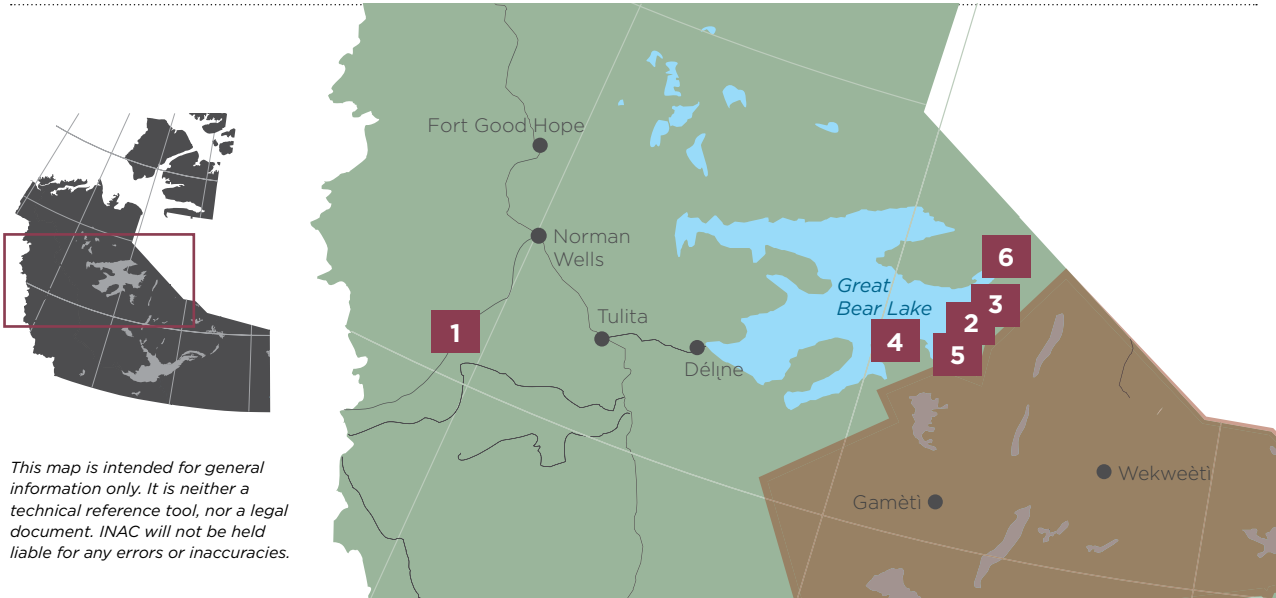 Fort Good Hope
Norman
Wells
6
Great
Bear Lake
3
Tulita
2
1
4
5
Délįne
Wekweètì
Gamètì
This map is intended for general
information only. It is neither a
technical reference tool, nor a legal
document. INAC will not be held
liable for any errors or inaccuracies.